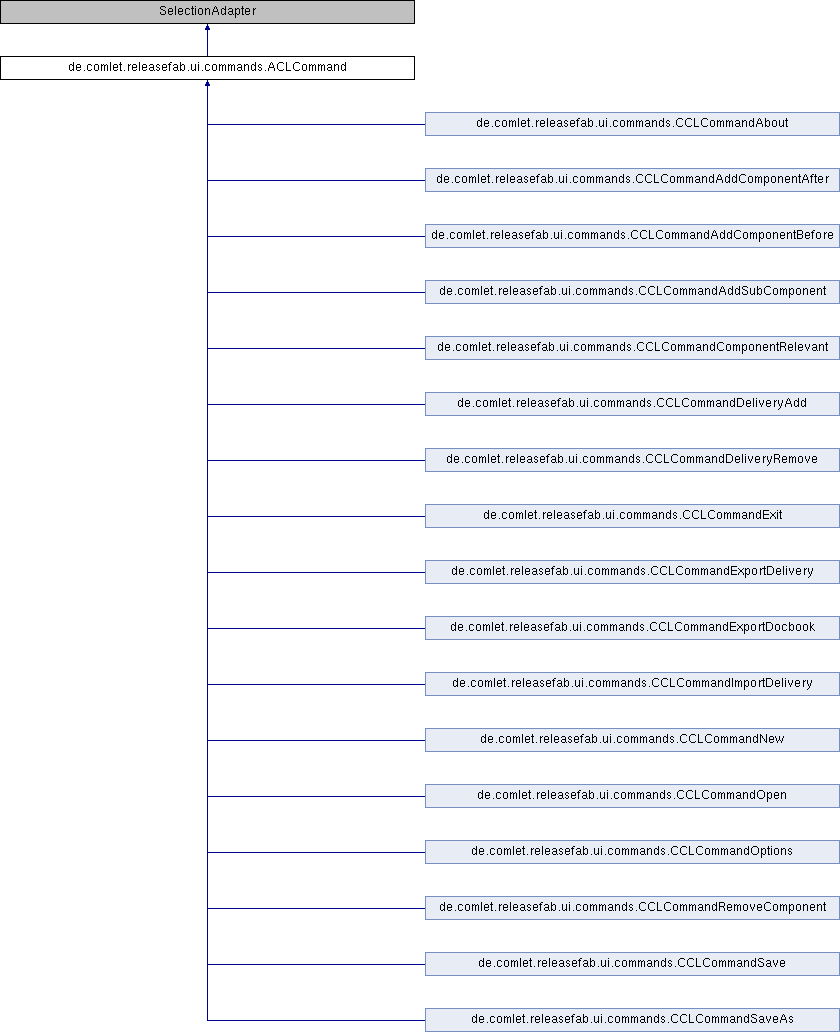 SelectionAdapter
de.comlet.releasefab.ui.commands.ACLCommand
de.comlet.releasefab.ui.commands.CCLCommandAbout
de.comlet.releasefab.ui.commands.CCLCommandAddComponentAfter
de.comlet.releasefab.ui.commands.CCLCommandAddComponentBefore
de.comlet.releasefab.ui.commands.CCLCommandAddSubComponent
de.comlet.releasefab.ui.commands.CCLCommandComponentRelevant
de.comlet.releasefab.ui.commands.CCLCommandDeliveryAdd
de.comlet.releasefab.ui.commands.CCLCommandDeliveryRemove
de.comlet.releasefab.ui.commands.CCLCommandExit
de.comlet.releasefab.ui.commands.CCLCommandExportDelivery
de.comlet.releasefab.ui.commands.CCLCommandExportDocbook
de.comlet.releasefab.ui.commands.CCLCommandImportDelivery
de.comlet.releasefab.ui.commands.CCLCommandNew
de.comlet.releasefab.ui.commands.CCLCommandOpen
de.comlet.releasefab.ui.commands.CCLCommandOptions
de.comlet.releasefab.ui.commands.CCLCommandRemoveComponent
de.comlet.releasefab.ui.commands.CCLCommandSave
de.comlet.releasefab.ui.commands.CCLCommandSaveAs